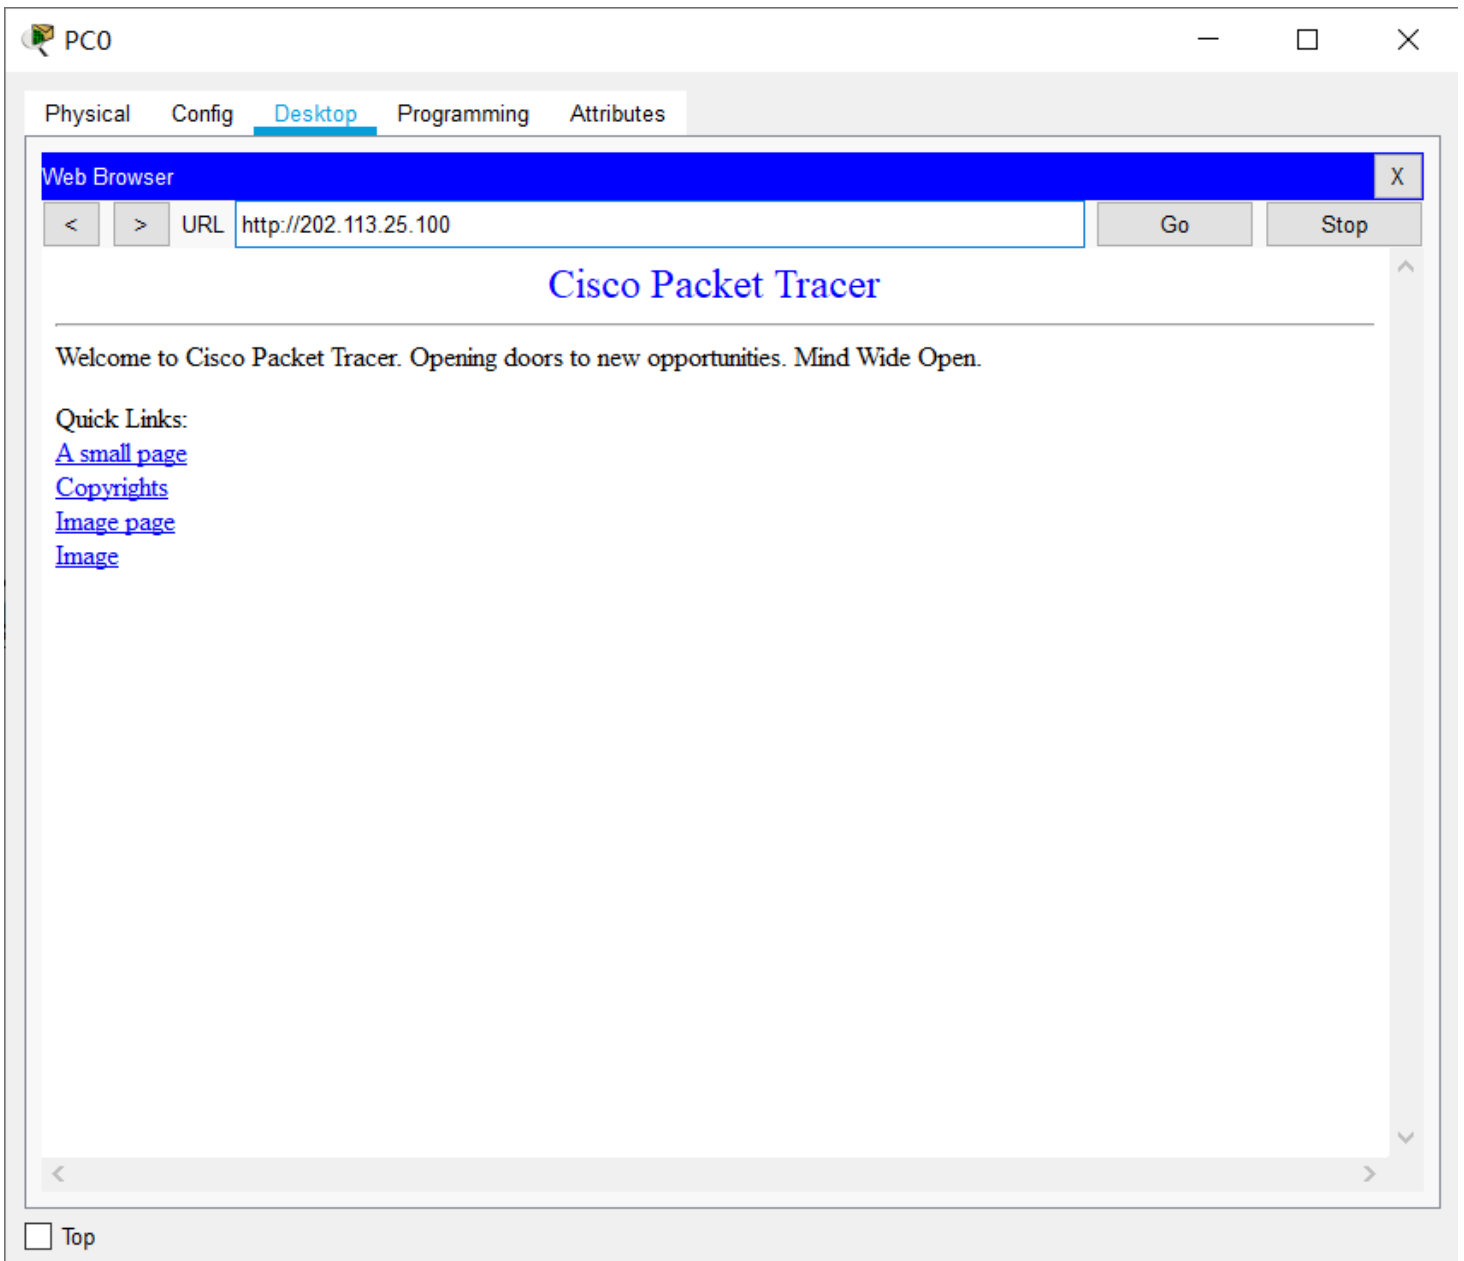 PC0
Physical Config Desktop Programming Attributes
Web Browser X
< > URL http://202.113.25.100 Go Stop
Cisco Packet Tracer
Welcome to Cisco Packet Tracer. Opening doors to new opportunities. Mind Wide Open.
Quick Links:
A small page
Copyrights
Image page
Image
Top